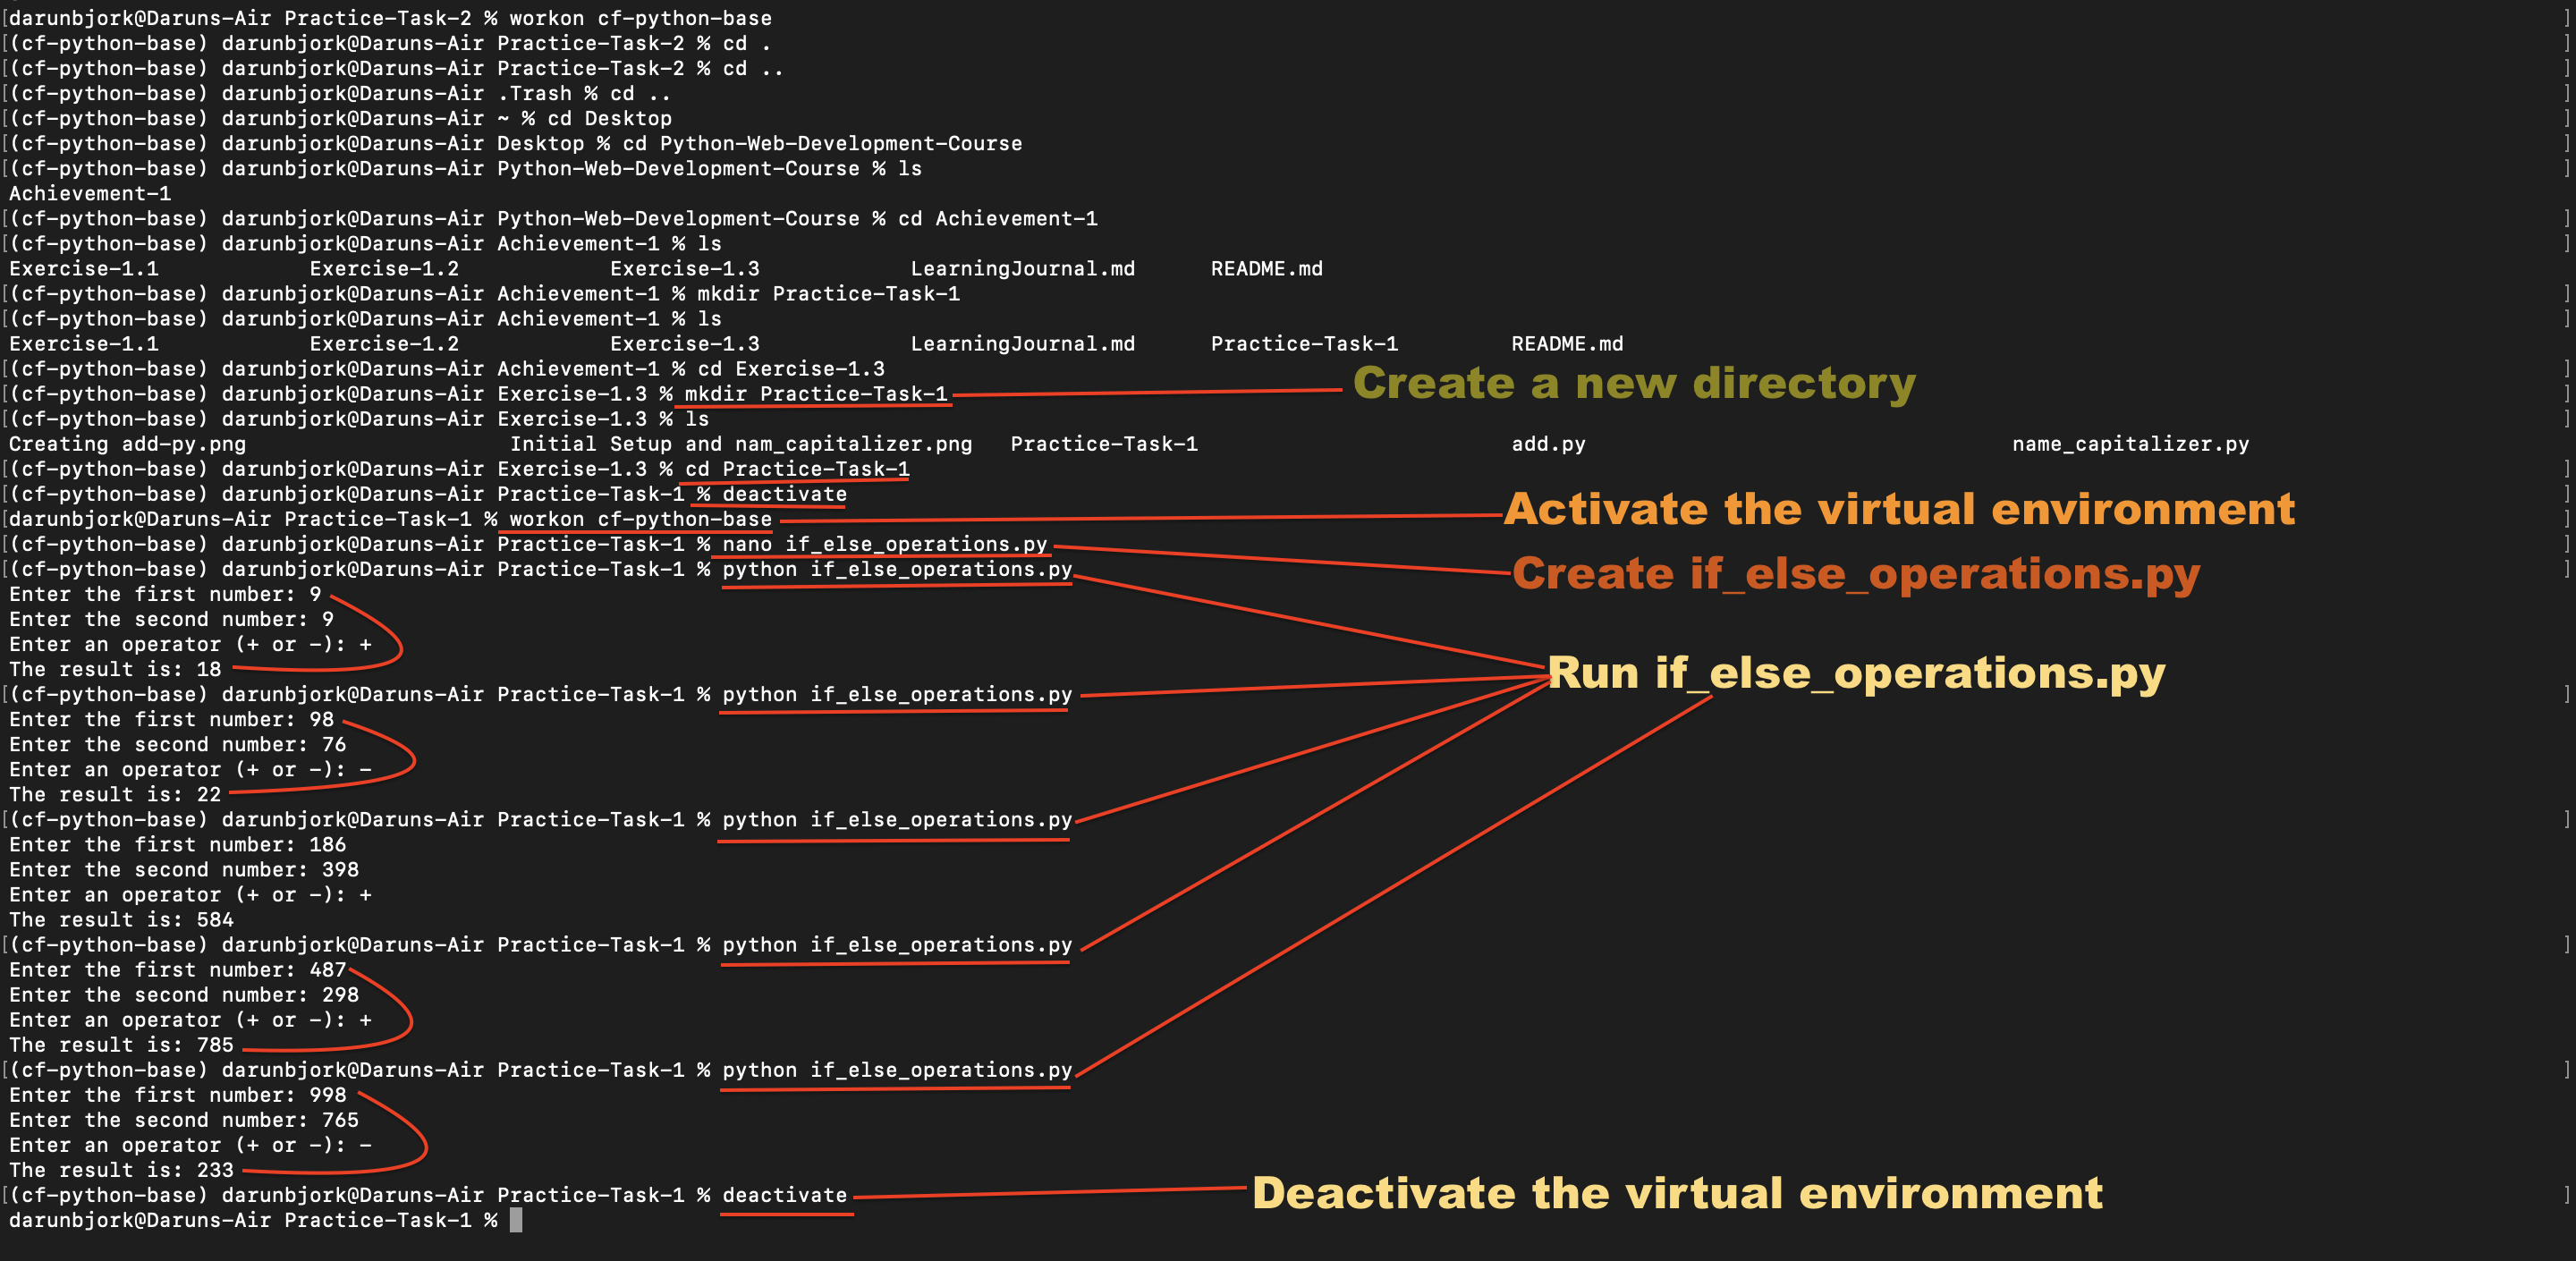 [darunbjork@Daruns-Air Practice-Task-2 % workon cf-python-base ]
[(cf-python-base) darunbjork@Daruns-Air Practice-Task-2 % cd . ]
[(cf-python-base) darunbjork@Daruns-Air Practice-Task-2 % cd .. ]
[(cf-python-base) darunbjork@Daruns-Air .Trash % cd .. ]
[(cf-python-base) darunbjork@Daruns-Air ~ % cd Desktop ]
[(cf-python-base) darunbjork@Daruns-Air Desktop % cd Python-Web-Development-Course ]
[(cf-python-base) darunbjork@Daruns-Air Python-Web-Development-Course % ls ]
Achievement-1
[(cf-python-base) darunbjork@Daruns-Air Python-Web-Development-Course % cd Achievement-1 ]
[(cf-python-base) darunbjork@Daruns-Air Achievement-1 % ls ]
Exercise-1.1 Exercise-1.2 Exercise-1.3 LearningJournal.md README.md
[(cf-python-base) darunbjork@Daruns-Air Achievement-1 % mkdir Practice-Task-1 ]
[(cf-python-base) darunbjork@Daruns-Air Achievement-1 % ls ]
Exercise-1.1 Exercise-1.2 Exercise-1.3 LearningJournal.md Practice-Task-1 README.md
[(cf-python-base) darunbjork@Daruns-Air Achievement-1 % cd Exercise-1.3 ]
[(cf-python-base) darunbjork@Daruns-Air Exercise-1.3 % mkdir Practice-Task-1 ]
Create a new directory
[(cf-python-base) darunbjork@Daruns-Air Exercise-1.3 % ls ]
Creating add-py.png Initial Setup and nam_capitalizer.png Practice-Task-1 add.py name_capitalizer.py
[(cf-python-base) darunbjork@Daruns-Air Exercise-1.3 % cd Practice-Task-1 ]
[(cf-python-base) darunbjork@Daruns-Air Practice-Task-1 % deactivate ]
[darunbjork@Daruns-Air Practice-Task-1 % workon cf-python-base ]
Activate the virtual environment
[(cf-python-base) darunbjork@Daruns-Air Practice-Task-1 % nano if_else_operations.py ]
Create if_else_operations.py
[(cf-python-base) darunbjork@Daruns-Air Practice-Task-1 % python if_else_operations.py ]
Enter the first number: 9
Enter the second number: 9
Enter an operator (+ or -): +
The result is: 18
Run if_else_operations.py
[(cf-python-base) darunbjork@Daruns-Air Practice-Task-1 % python if_else_operations.py ]
Enter the first number: 98
Enter the second number: 76
Enter an operator (+ or -): -
The result is: 22
[(cf-python-base) darunbjork@Daruns-Air Practice-Task-1 % python if_else_operations.py ]
Enter the first number: 186
Enter the second number: 398
Enter an operator (+ or -): +
The result is: 584
[(cf-python-base) darunbjork@Daruns-Air Practice-Task-1 % python if_else_operations.py ]
Enter the first number: 487
Enter the second number: 298
Enter an operator (+ or -): +
The result is: 785
[(cf-python-base) darunbjork@Daruns-Air Practice-Task-1 % python if_else_operations.py ]
Enter the first number: 998
Enter the second number: 765
Enter an operator (+ or -): -
The result is: 233
[(cf-python-base) darunbjork@Daruns-Air Practice-Task-1 % deactivate ]
Deactivate the virtual environment
darunbjork@Daruns-Air Practice-Task-1 %